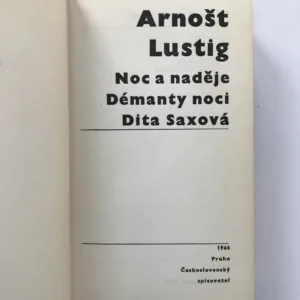 Arnošt
Lustig
Noc a naděje
Démanty noci
Dita Saxová
1966
Praha
Československý
spisovatel